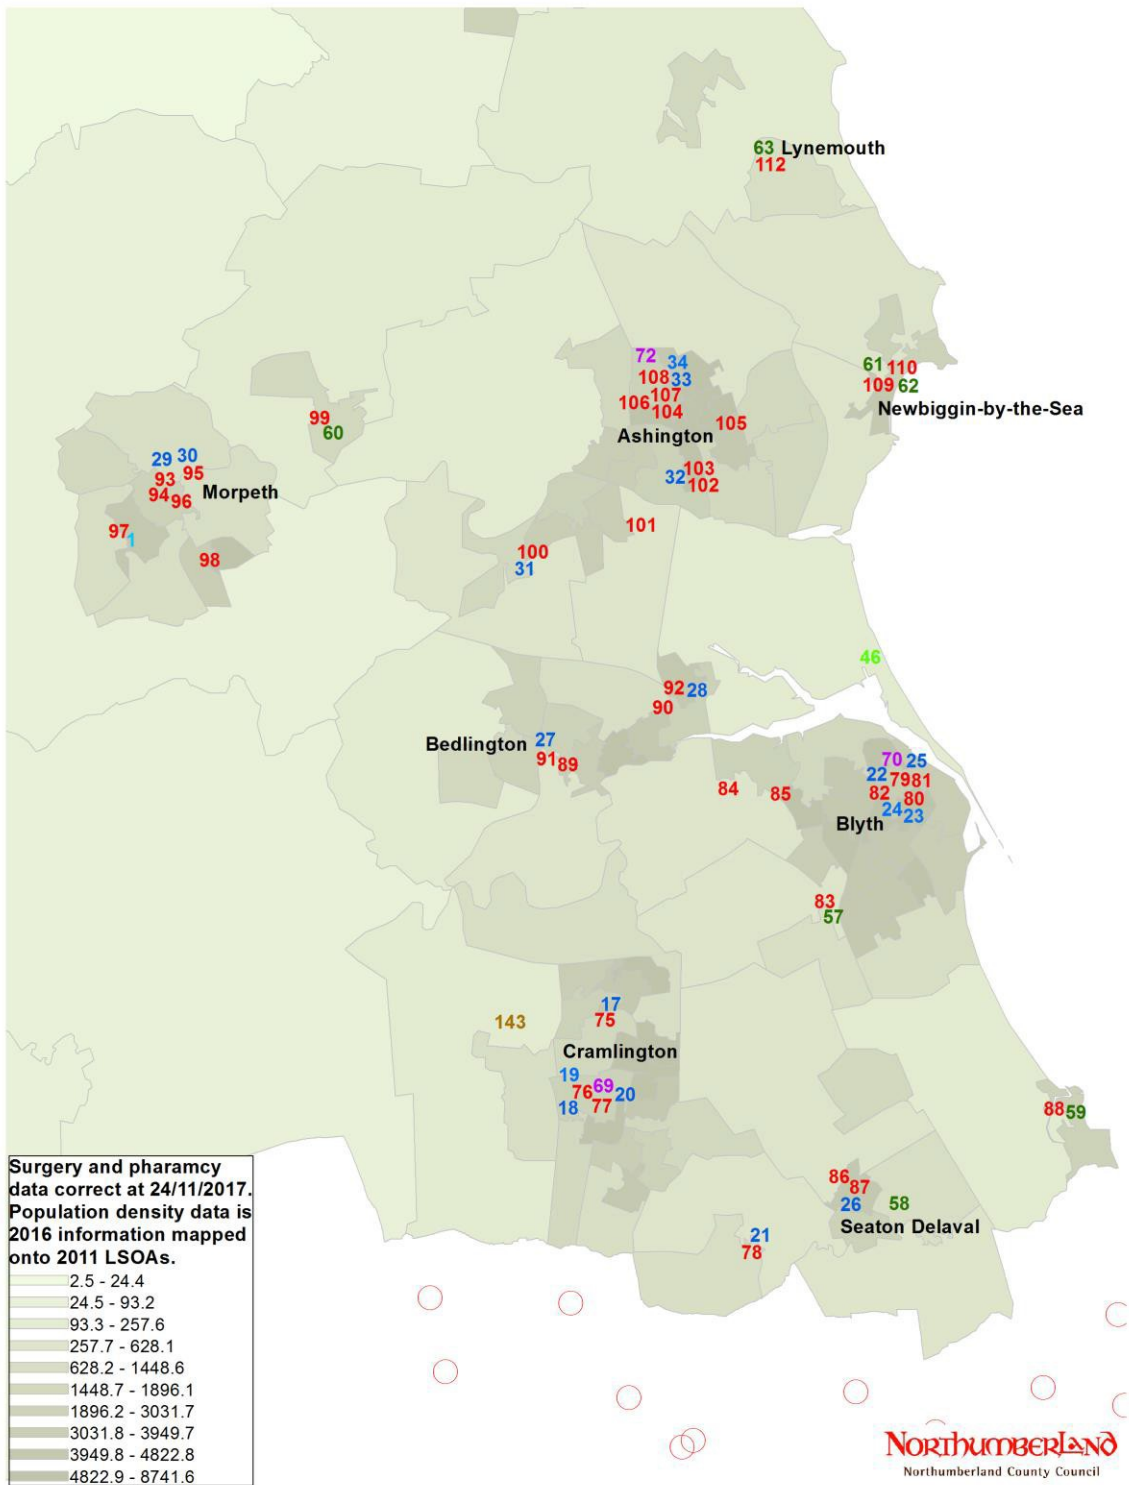 63 Lynemouth
112
72
34
108
33
107
106
104
105
Ashington
103
32
102
61
110
109
62
Newbiggin-by-the-Sea
99
60
29
30
93
95
94
96
Morpeth
97
1
98
101
100
31
46
92
28
90
Bedlington
27
91
89
84
85
70
25
22
79
81
82
80
24
23
Blyth
83
57
143
17
75
Cramlington
19
76
69
20
18
77
88
59
86
87
26
58
Seaton Delaval
21
78
Surgery and pharamcy
data correct at 24/11/2017.
Population density data is
2016 information mapped
onto 2011 LSOAs.
2.5 - 24.4
24.5 - 93.2
93.3 - 257.6
257.7 - 628.1
628.2 - 1448.6
1448.7 - 1896.1
1896.2 - 3031.7
3031.8 - 3949.7
3949.8 - 4822.8
4822.9 - 8741.6
NORTHUMBERLAND
Northumberland County Council